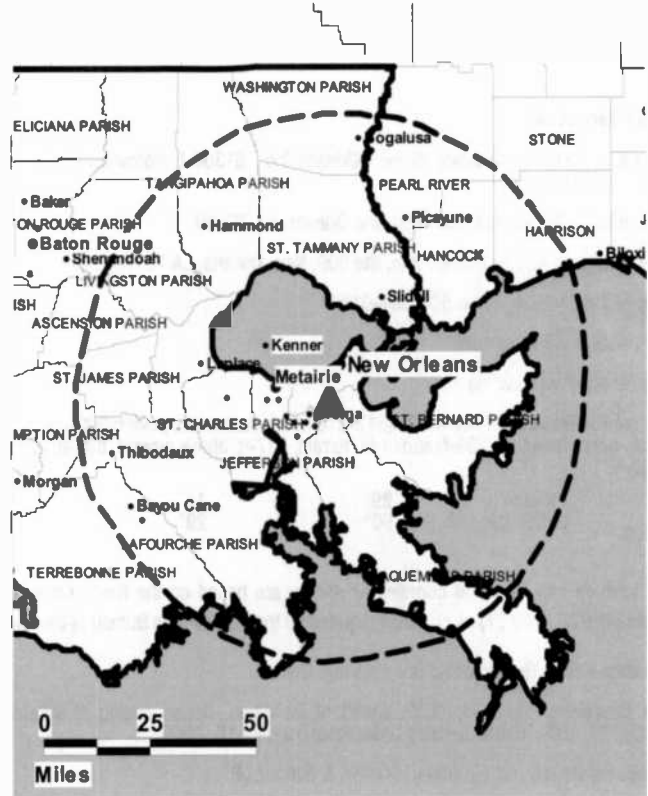 WASHINGTON PARISH
ELICIANA PARISH
Bogalusa
STONE
TANGIPAHOA PARISH
PEARL RIVER
Baker
Picayune
TON ROUGE PARISH
Hammond
HARRISON
Baton Rouge
ST. TAMMANY PARISH
HANCOCK
Biloxi
Shenandoah
LIVINGSTON PARISH
ISH
Slidell
ASCENSION PARISH
Kenner
Laplace
New Orleans
ST. JAMES PARISH
Metairie
ST CHARLES PARISH
ST. BERNARD PARISH
MPTION PARISH
Thibodaux
JEFFERSON PARISH
Morgan
Bayou Cane
LAFOURCHE PARISH
TERREBONNE PARISH
AQUEMINES PARISH
0 25 50
Miles